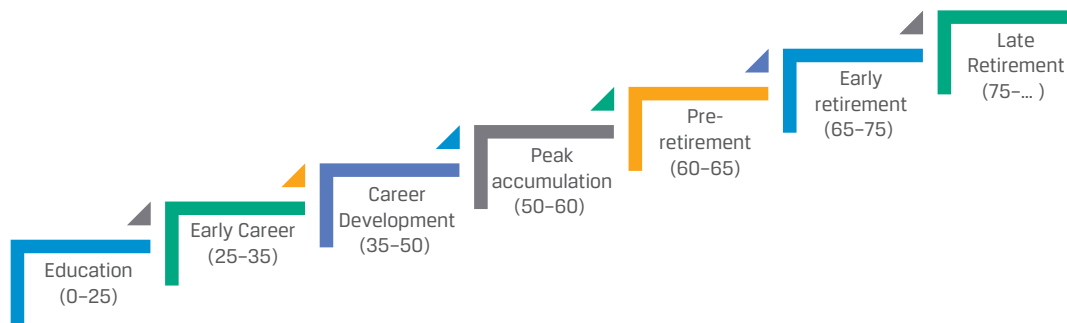 Education
(0–25)
Early Career
(25–35)
Career
Development
(35–50)
Peak
accumulation
(50–60)
Pre-
retirement
(60–65)
Early
retirement
(65–75)
Late
Retirement
(75–... )